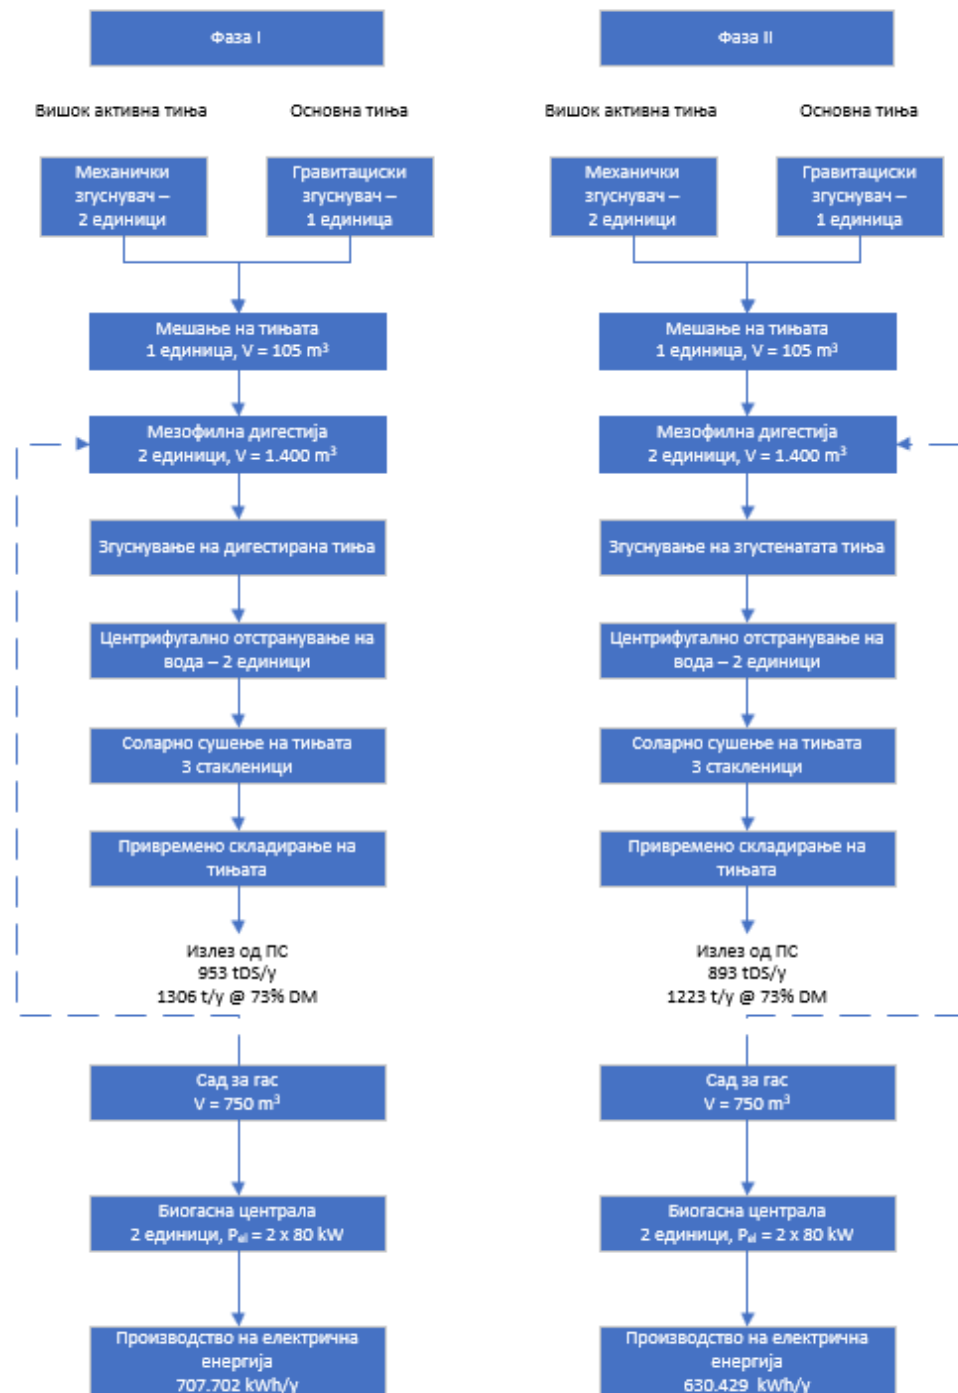 Фаза I
Вишок активна тиња
Основна тиња
Механички
згуснувач –
2 единици
Гравитациски
згуснувач –
1 единица
Мешање на тињата
1 единица, V = 105 m³
Мезофилна дигестија
2 единици, V = 1.400 m³
Згуснување на дигестирана тиња
Центрифугално отстранување на
вода – 2 единици
Соларно сушење на тињата
3 стакленици
Привремено складирање на
тињата
Излез од ПС
953 tDS/y
1306 t/y @ 73% DM
Сад за гас
V = 750 m³
Биогасна централа
2 единици, Pel = 2 x 80 kW
Производство на електрична
енергија
707.702 kWh/y
Фаза II
Вишок активна тиња
Основна тиња
Механички
згуснувач –
2 единици
Гравитациски
згуснувач –
1 единица
Мешање на тињата
1 единица, V = 105 m³
Мезофилна дигестија
2 единици, V = 1.400 m³
Згуснување на згустенатата тиња
Центрифугално отстранување на
вода – 2 единици
Соларно сушење на тињата
3 стакленици
Привремено складирање на
тињата
Излез од ПС
893 tDS/y
1223 t/y @ 73% DM
Сад за гас
V = 750 m³
Биогасна централа
2 единици, Pel = 2 x 80 kW
Производство на електрична
енергија
630.429 kWh/y